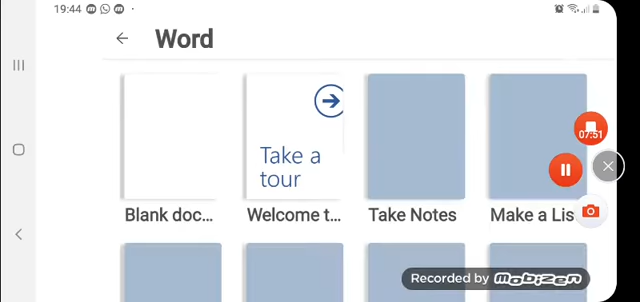 19:44
Word
Take a
tour
07:51
Blank doc...
Welcome t...
Take Notes
Make a Lis
Recorded by mobizen